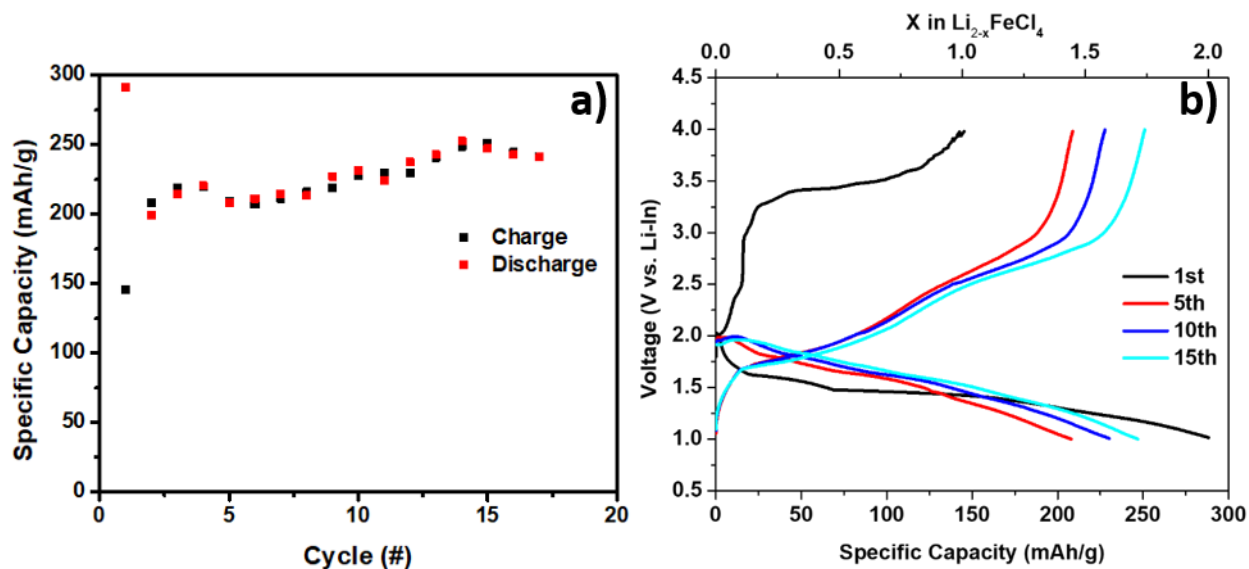 a)
Specific Capacity (mAh/g)
300
250
200
150
100
50
0
Charge
Discharge
0 5 10 15 20
Cycle (#)
X in Li₂₋ₓFeCl₄
0.0 0.5 1.0 1.5 2.0
b)
Voltage (V vs. Li-In)
4.5
4.0
3.5
3.0
2.5
2.0
1.5
1.0
0.5
1st
5th
10th
15th
0 50 100 150 200 250 300
Specific Capacity (mAh/g)